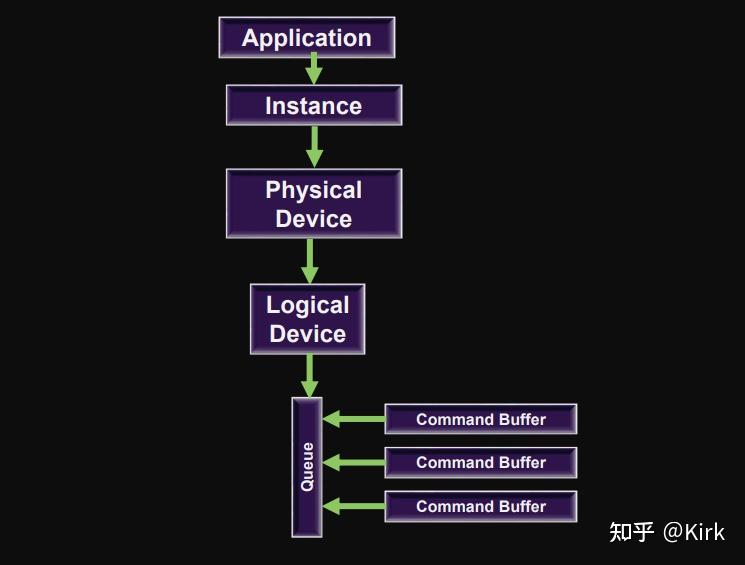 Application
Instance
Physical
Device
Logical
Device
Queue
Command Buffer
Command Buffer
Command Buffer
知乎 @Kirk